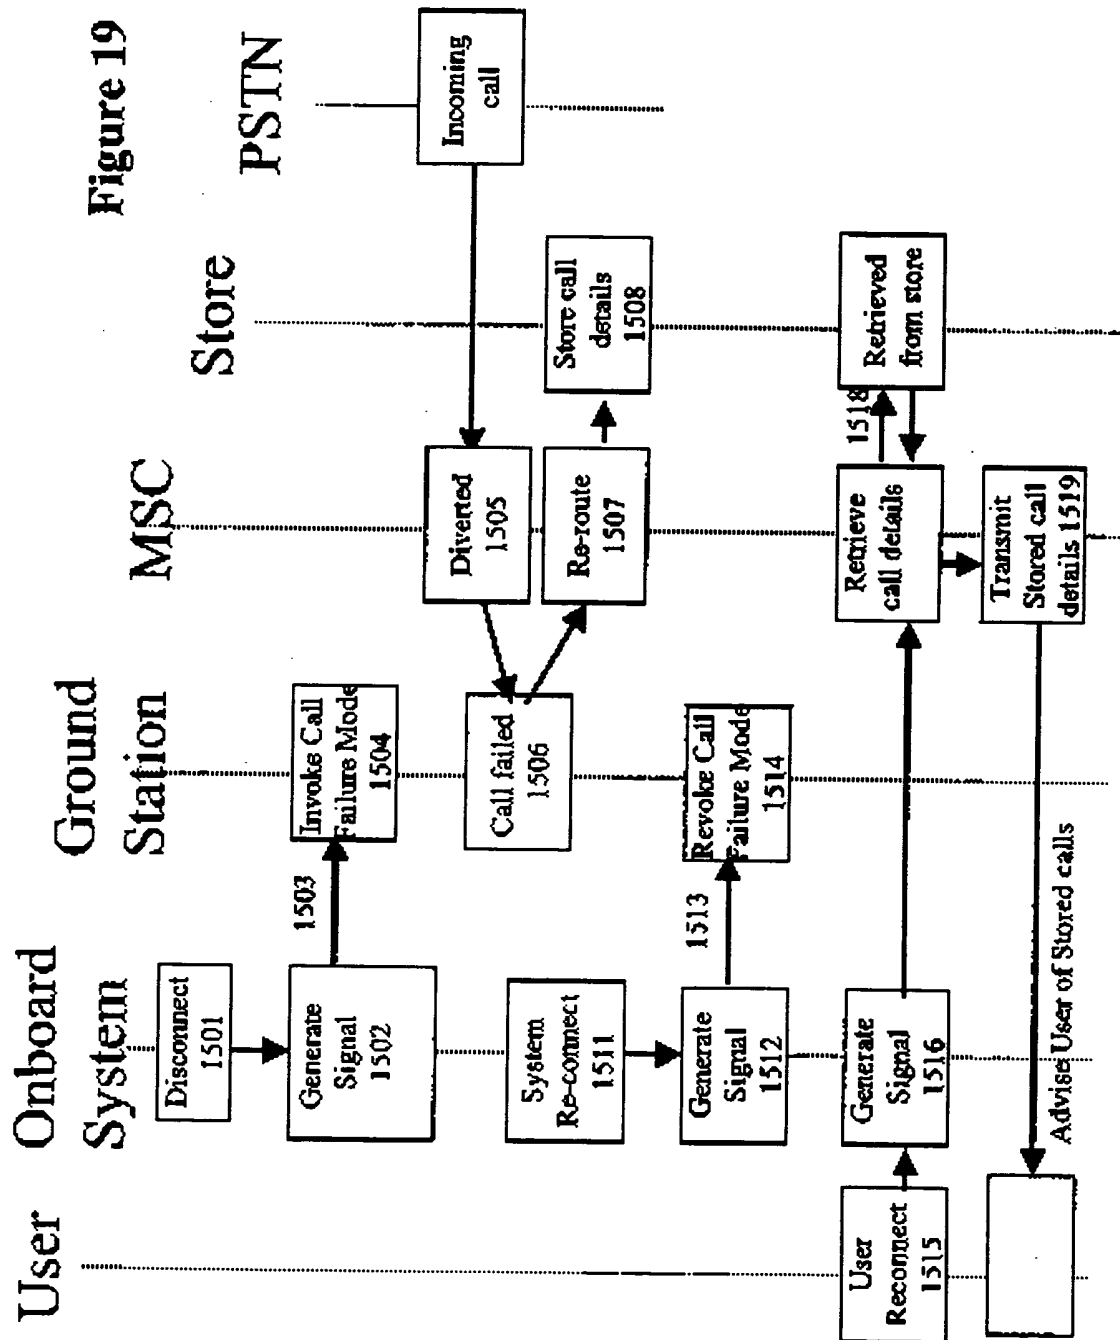 Figure 19
User
Onboard
System
Ground
Station
MSC
Store
PSTN
Disconnect
1501
Generate
Signal
1502
1503
Invoke Call
Failure Mode
1504
Incoming
call
Diverted
1505
Call failed
1506
Re-route
1507
Store call
details
1508
System
Re-connect
1511
Generate
Signal
1512
1513
Revoke Call
Failure Mode
1514
User
Reconnect
1515
Generate
Signal
1516
Retrieve
call details
1518
Retrieved
from store
Transmit
Stored call
details 1519
Advise User of Stored calls